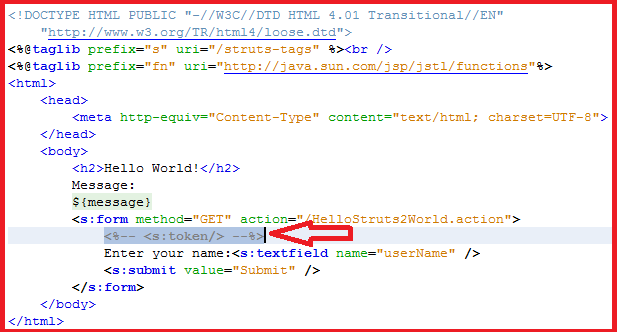 <!DOCTYPE HTML PUBLIC "-//W3C//DTD HTML 4.01 Transitional//EN"
"http://www.w3.org/TR/html4/loose.dtd">
<%@taglib prefix="s" uri="/struts-tags" %><br />
<%@taglib prefix="fn" uri="http://java.sun.com/jsp/jstl/functions"%>
<html>
<head>
<meta http-equiv="Content-Type" content="text/html; charset=UTF-8">
</head>
<body>
<h2>Hello World!</h2>
Message:
${message}
<s:form method="GET" action="/HelloStruts2World.action">
<%-- <s:token/> --%>
Enter your name:<s:textfield name="userName" />
<s:submit value="Submit" />
</s:form>
</body>
</html>